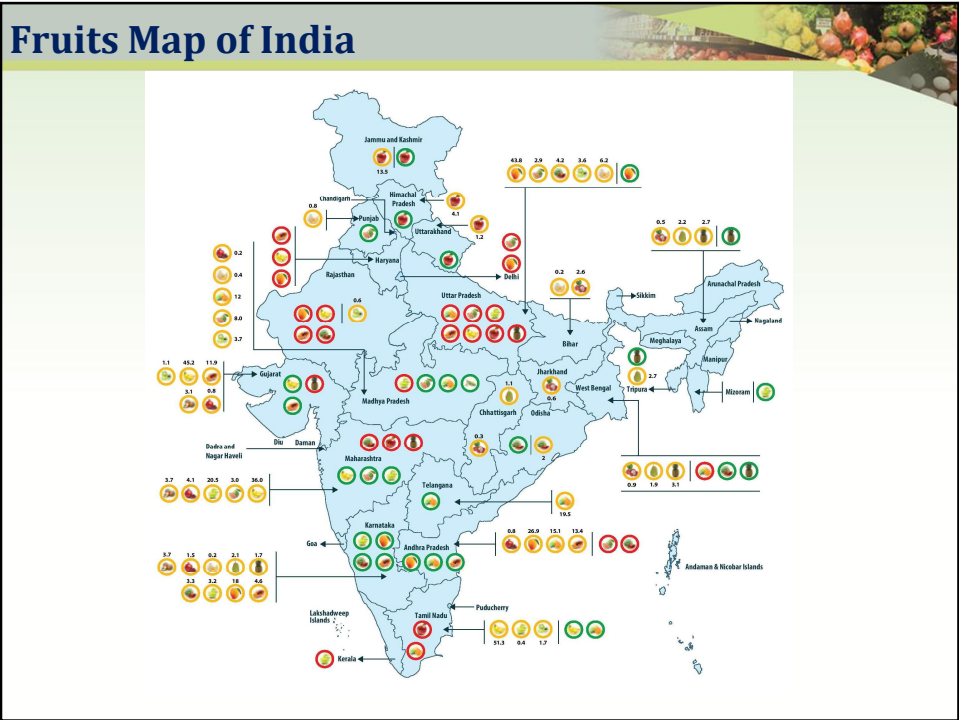 Fruits Map of India
Jammu and Kashmir
13.5
43.8 2.9 4.2 3.6 6.2
Chandigarh
0.8
Himachal
Pradesh
4.1
Punjab
Uttarakhand
1.2
0.5 2.2 2.7
0.2
0.4
12
8.0
3.7
Haryana
Delhi
Rajasthan
0.6
Uttar Pradesh
0.2 2.6
Sikkim
Arunachal Pradesh
Nagaland
Assam
Meghalaya
Manipur
Bihar
1.1 45.2 11.9
3.1 0.8
Gujarat
Madhya Pradesh
Jharkhand
0.6
1.1
Chhattisgarh
West Bengal
Odisha
Tripura
2.7
Mizoram
Diu
Daman
Dadra and
Nagar Haveli
0.3
2
Maharashtra
0.9 1.9 3.1
3.7 4.1 20.5 3.0 36.0
Telangana
19.5
Karnataka
Goa
Andhra Pradesh
0.8 26.9 15.1 13.4
3.7 1.5 0.2 2.1 1.7
3.3 3.2 18 4.6
Andaman & Nicobar Islands
Lakshadweep
Islands
Puducherry
Tamil Nadu
51.3 0.4 1.7
Kerala